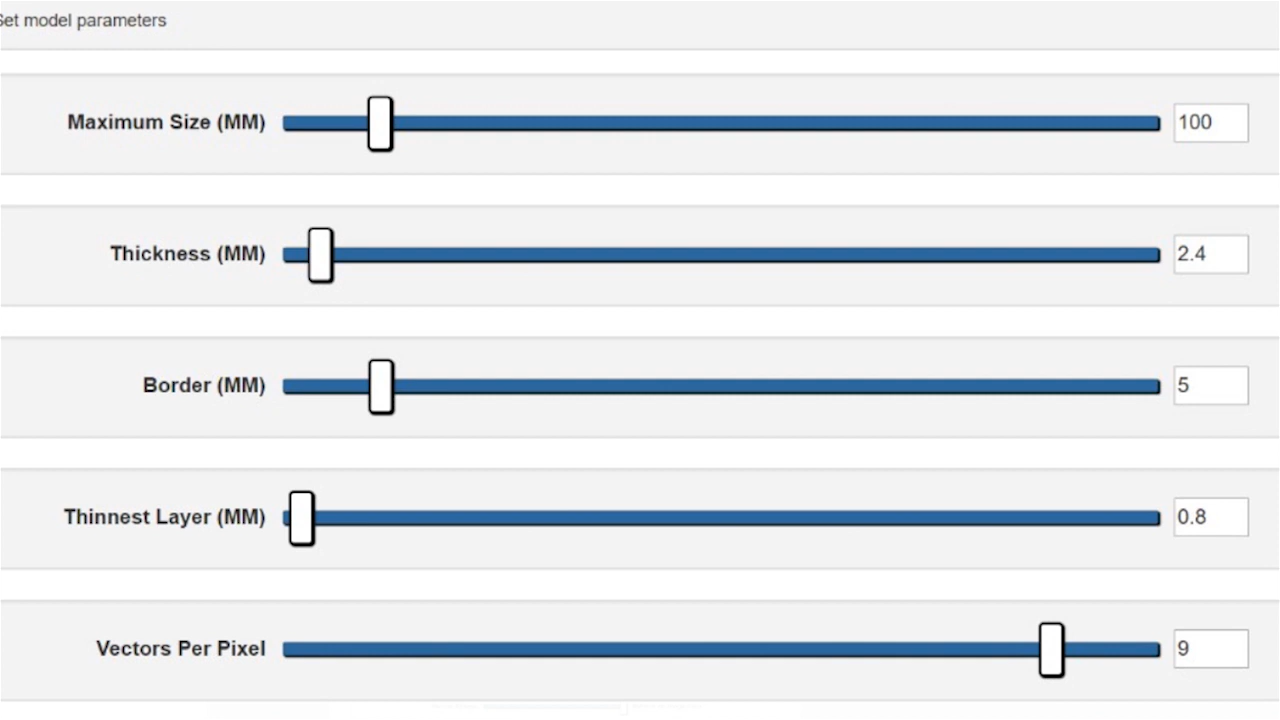 Set model parameters
Maximum Size (MM) 100
Thickness (MM) 2.4
Border (MM) 5
Thinnest Layer (MM) 0.8
Vectors Per Pixel 9